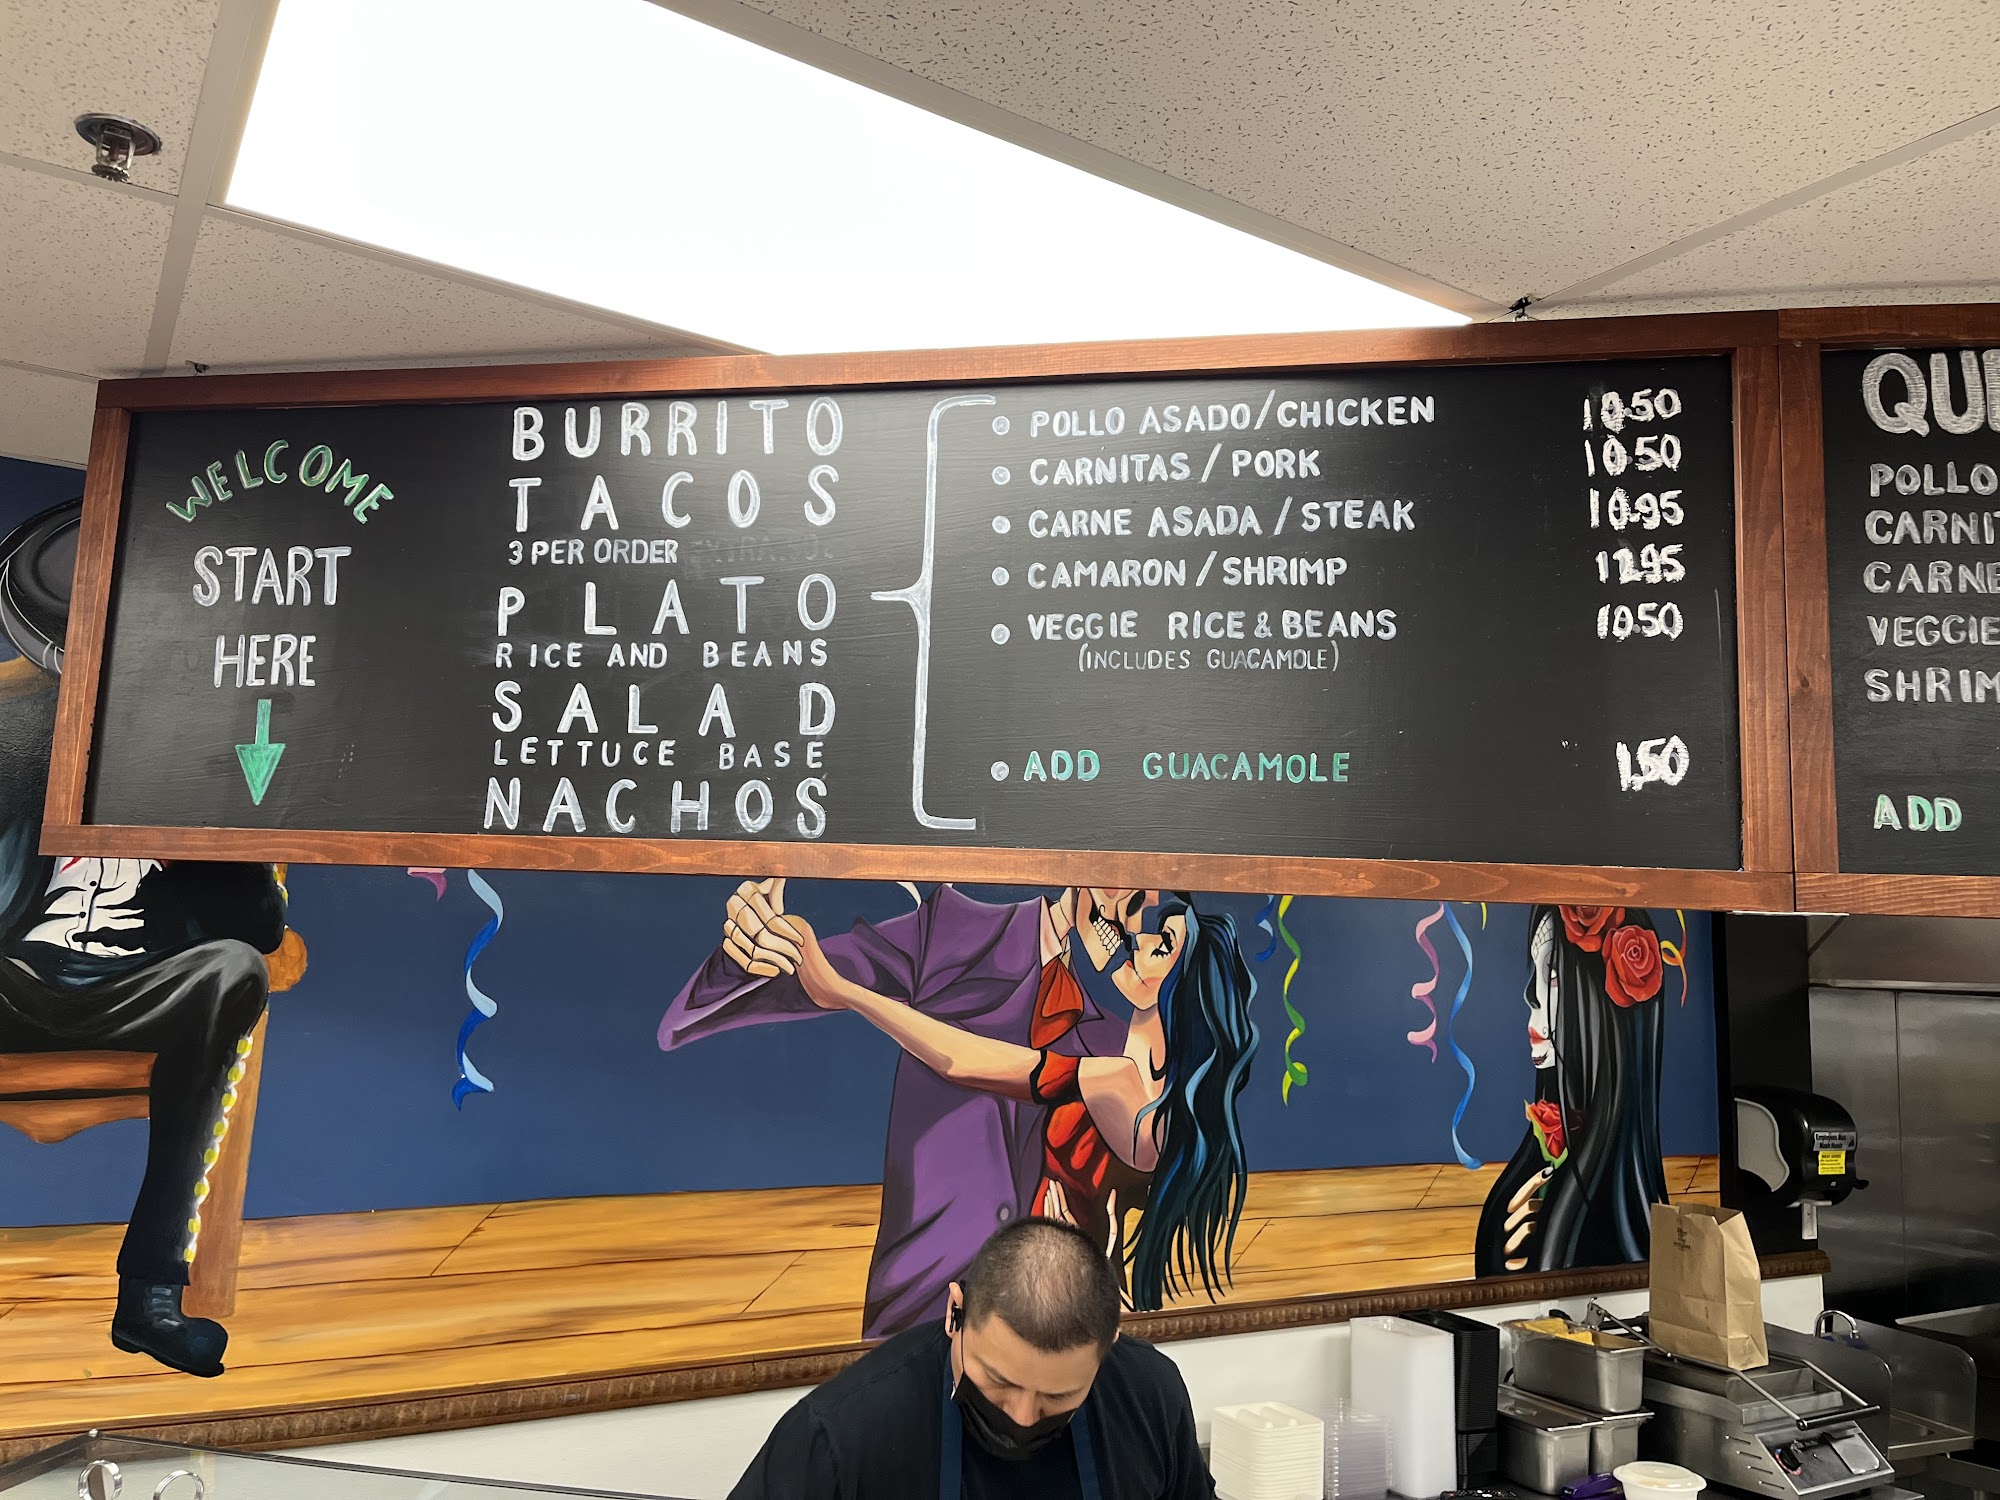 WELCOME
START
HERE
BURRITO
TACOS
3 PER ORDER
PLATO
RICE AND BEANS
SALAD
LETTUCE BASE
NACHOS
POLLO ASADO/CHICKEN 10.50
CARNITAS / PORK 10.50
CARNE ASADA / STEAK 10.95
CAMARON / SHRIMP 12.95
VEGGIE RICE & BEANS 10.50
(INCLUDES GUACAMOLE)
ADD GUACAMOLE 1.50
QU
POLLO
CARNI
CARNE
VEGGIE
SHRIM
ADD